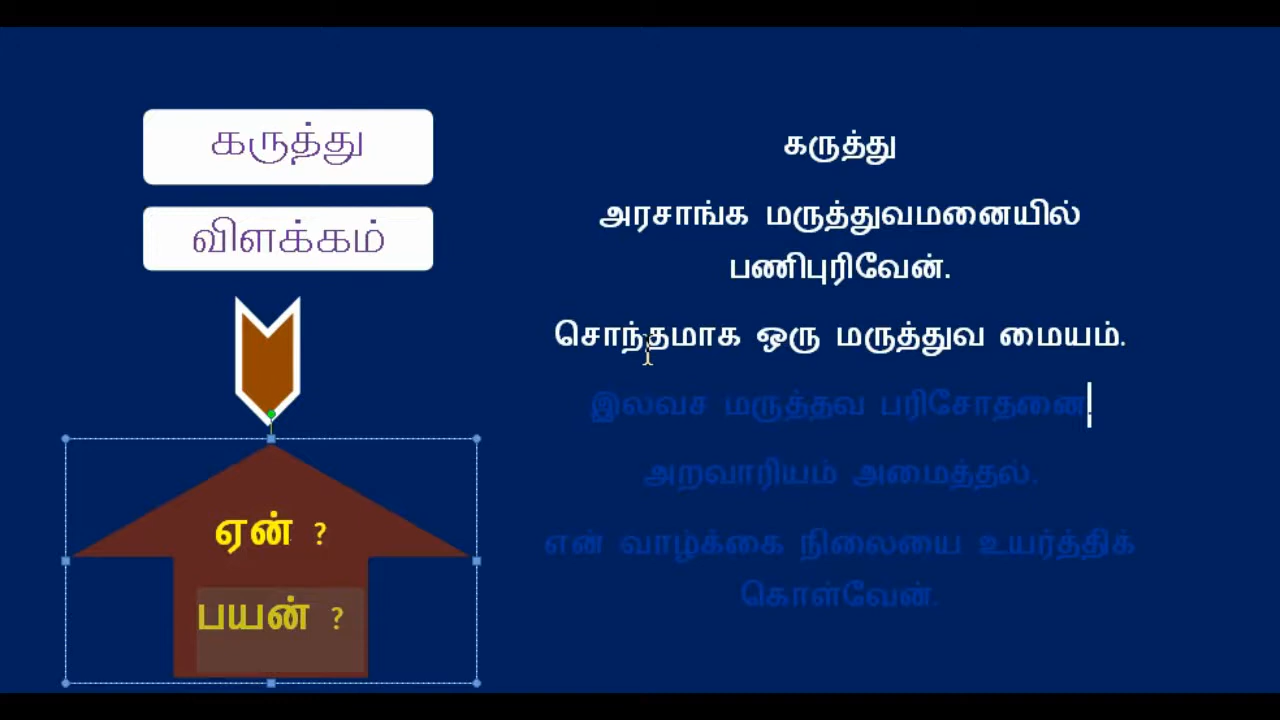 கருத்து
விளக்கம்
ஏன் ?
பயன் ?
கருத்து
அரசாங்க மருத்துவமனையில்
பணிபுரிவேன்.
சொந்தமாக ஒரு மருத்துவ மையம்.
இலவச மருத்தவ பரிசோதனை.
அறவாரியம் அமைத்தல்.
என் வாழ்க்கை நிலையை உயர்த்திக்
கொள்வேன்.